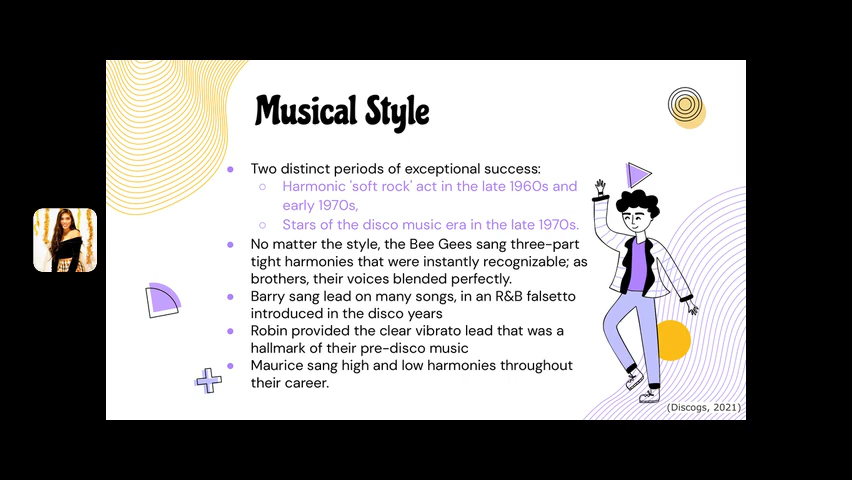 Musical Style
Two distinct periods of exceptional success:
Harmonic 'soft rock' act in the late 1960s and
early 1970s,
Stars of the disco music era in the late 1970s.
No matter the style, the Bee Gees sang three-part
tight harmonies that were instantly recognizable; as
brothers, their voices blended perfectly.
Barry sang lead on many songs, in an R&B falsetto
introduced in the disco years
Robin provided the clear vibrato lead that was a
hallmark of their pre-disco music
Maurice sang high and low harmonies throughout
their career.
(Discogs, 2021)